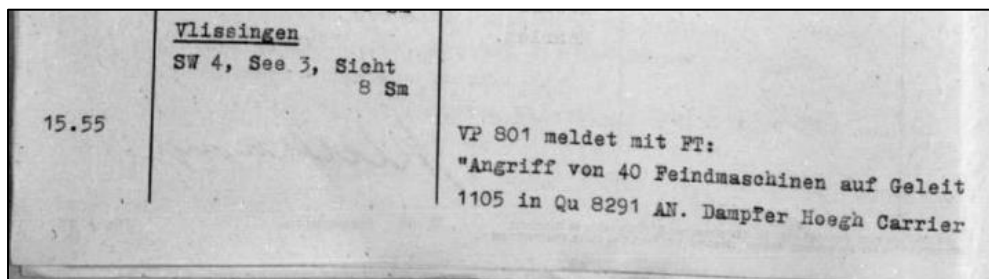 Vlissingen
SW 4, See 3, Sicht
8 Sm
15.55
VP 801 meldet mit FT:
"Angriff von 40 Feindmaschinen auf Geleit
1105 in Qu 8291 AN. Dampfer Hoegh Carrier